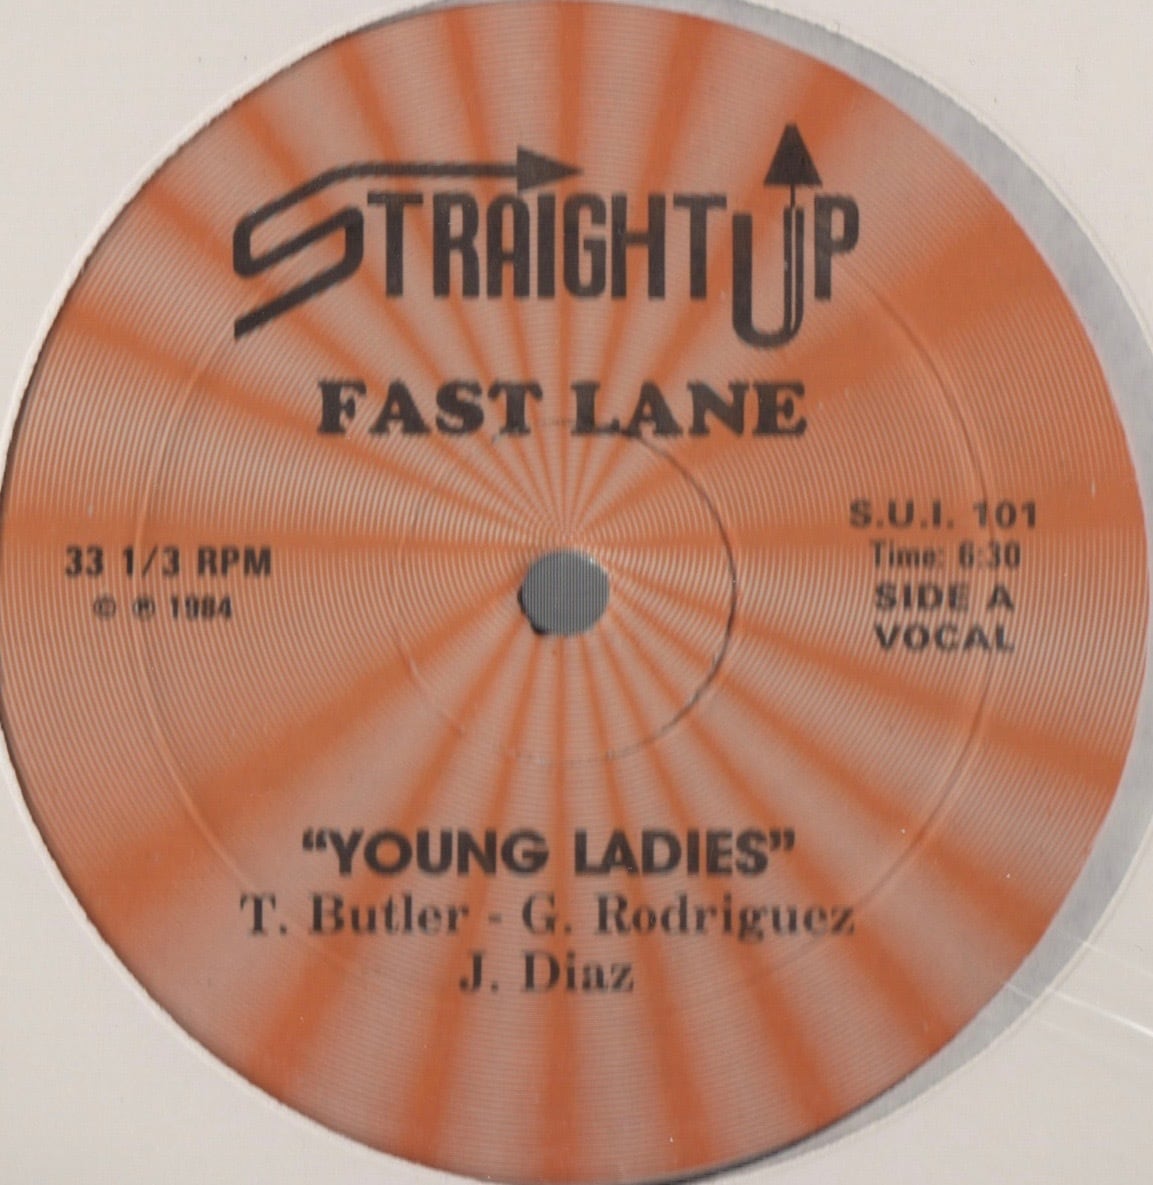 STRAIGHT UP
FAST LANE
33 1/3 RPM
© ℗ 1984
S.U.I. 101
Time: 6:30
SIDE A
VOCAL
“YOUNG LADIES”
T. Butler - G. Rodriguez
J. Diaz